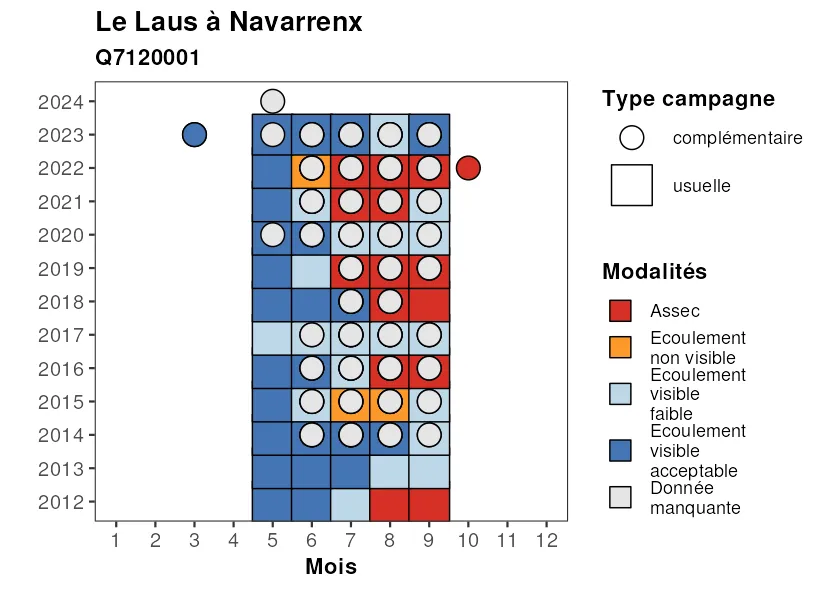 Le Laus à Navarrenx
Q7120001
2024
2023
2022
2021
2020
2019
2018
2017
2016
2015
2014
2013
2012
1 2 3 4 5 6 7 8 9 10 11 12
Mois
Type campagne
complémentaire
usuelle
Modalités
Assec
Ecoulement
non visible
Ecoulement
visible
faible
Ecoulement
visible
acceptable
Donnée
manquante